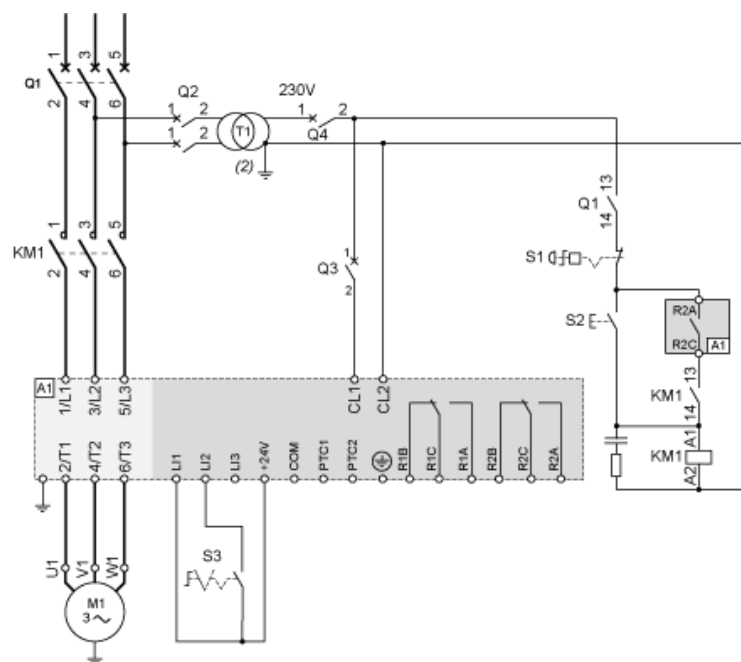 1 3 5
Q1
2 4 6
Q2
1 2
1 2
T1
(2)
230V
1 2
Q4
13
Q1
14
S1
1 3 5
KM1
2 4 6
1
Q3
2
S2
R2A
R2C
A1
13
KM1
14
A1
KM1
A2
A1
1/L1 3/L2 5/L3
CL1 CL2
2/T1 4/T2 6/T3
LI1 LI2 LI3 +24V COM PTC1 PTC2 R1B R1C R1A R2B R2C R2A
S3
U1 V1 W1
M1
3